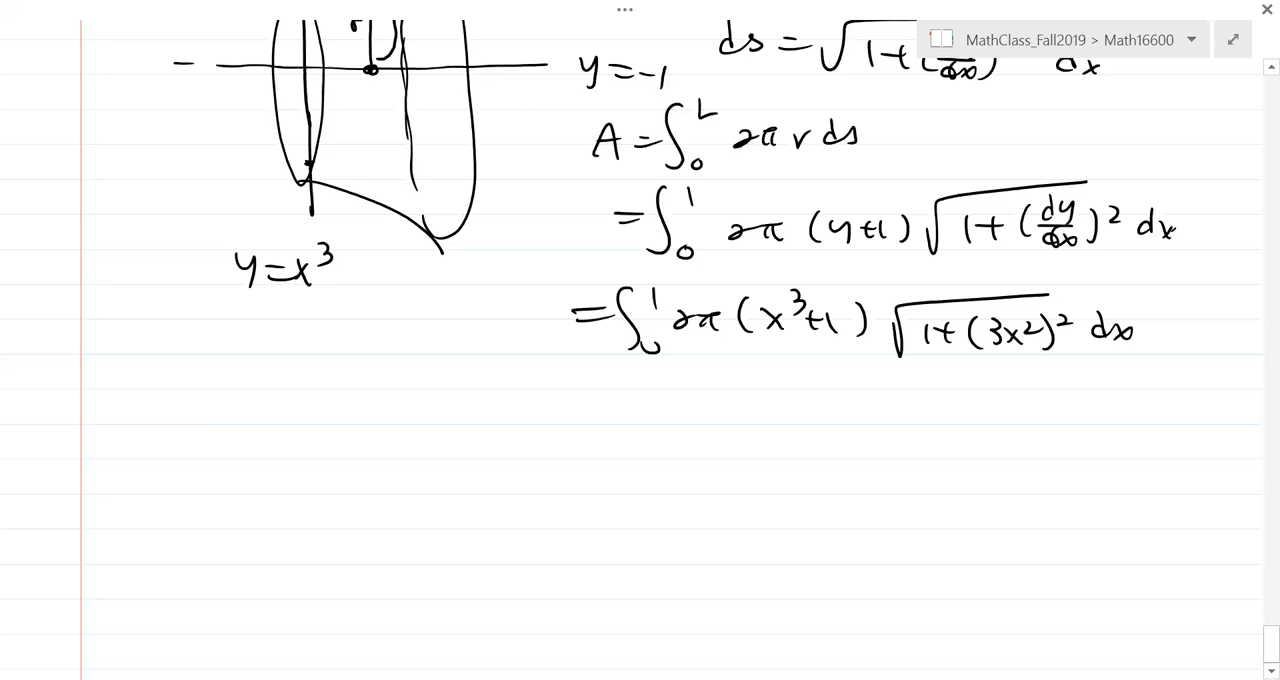 ds = √1+(dy/dx)² dx
MathClass_Fall2019 > Math16600
y = -1
A = ∫₀ᴸ 2π r ds
= ∫₀¹ 2π (y+1) √1+(dy/dx)² dx
y = x³
= ∫₀¹ 2π (x³+1) √1+(3x²)² dx